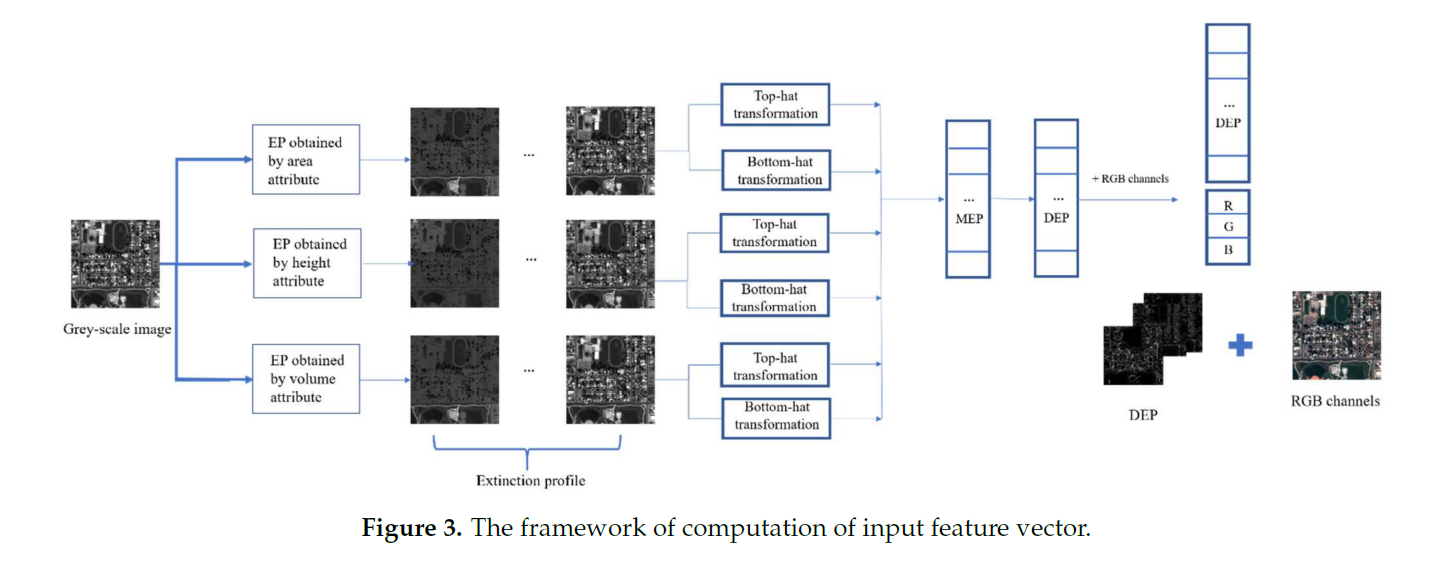 Grey-scale image
EP obtained
by area
attribute
EP obtained
by height
attribute
EP obtained
by volume
attribute
...
...
...
Extinction profile
Top-hat
transformation
Bottom-hat
transformation
Top-hat
transformation
Bottom-hat
transformation
Top-hat
transformation
Bottom-hat
transformation
...
MEP
...
DEP
+ RGB channels
...
DEP
R
G
B
DEP
RGB channels
Figure 3. The framework of computation of input feature vector.